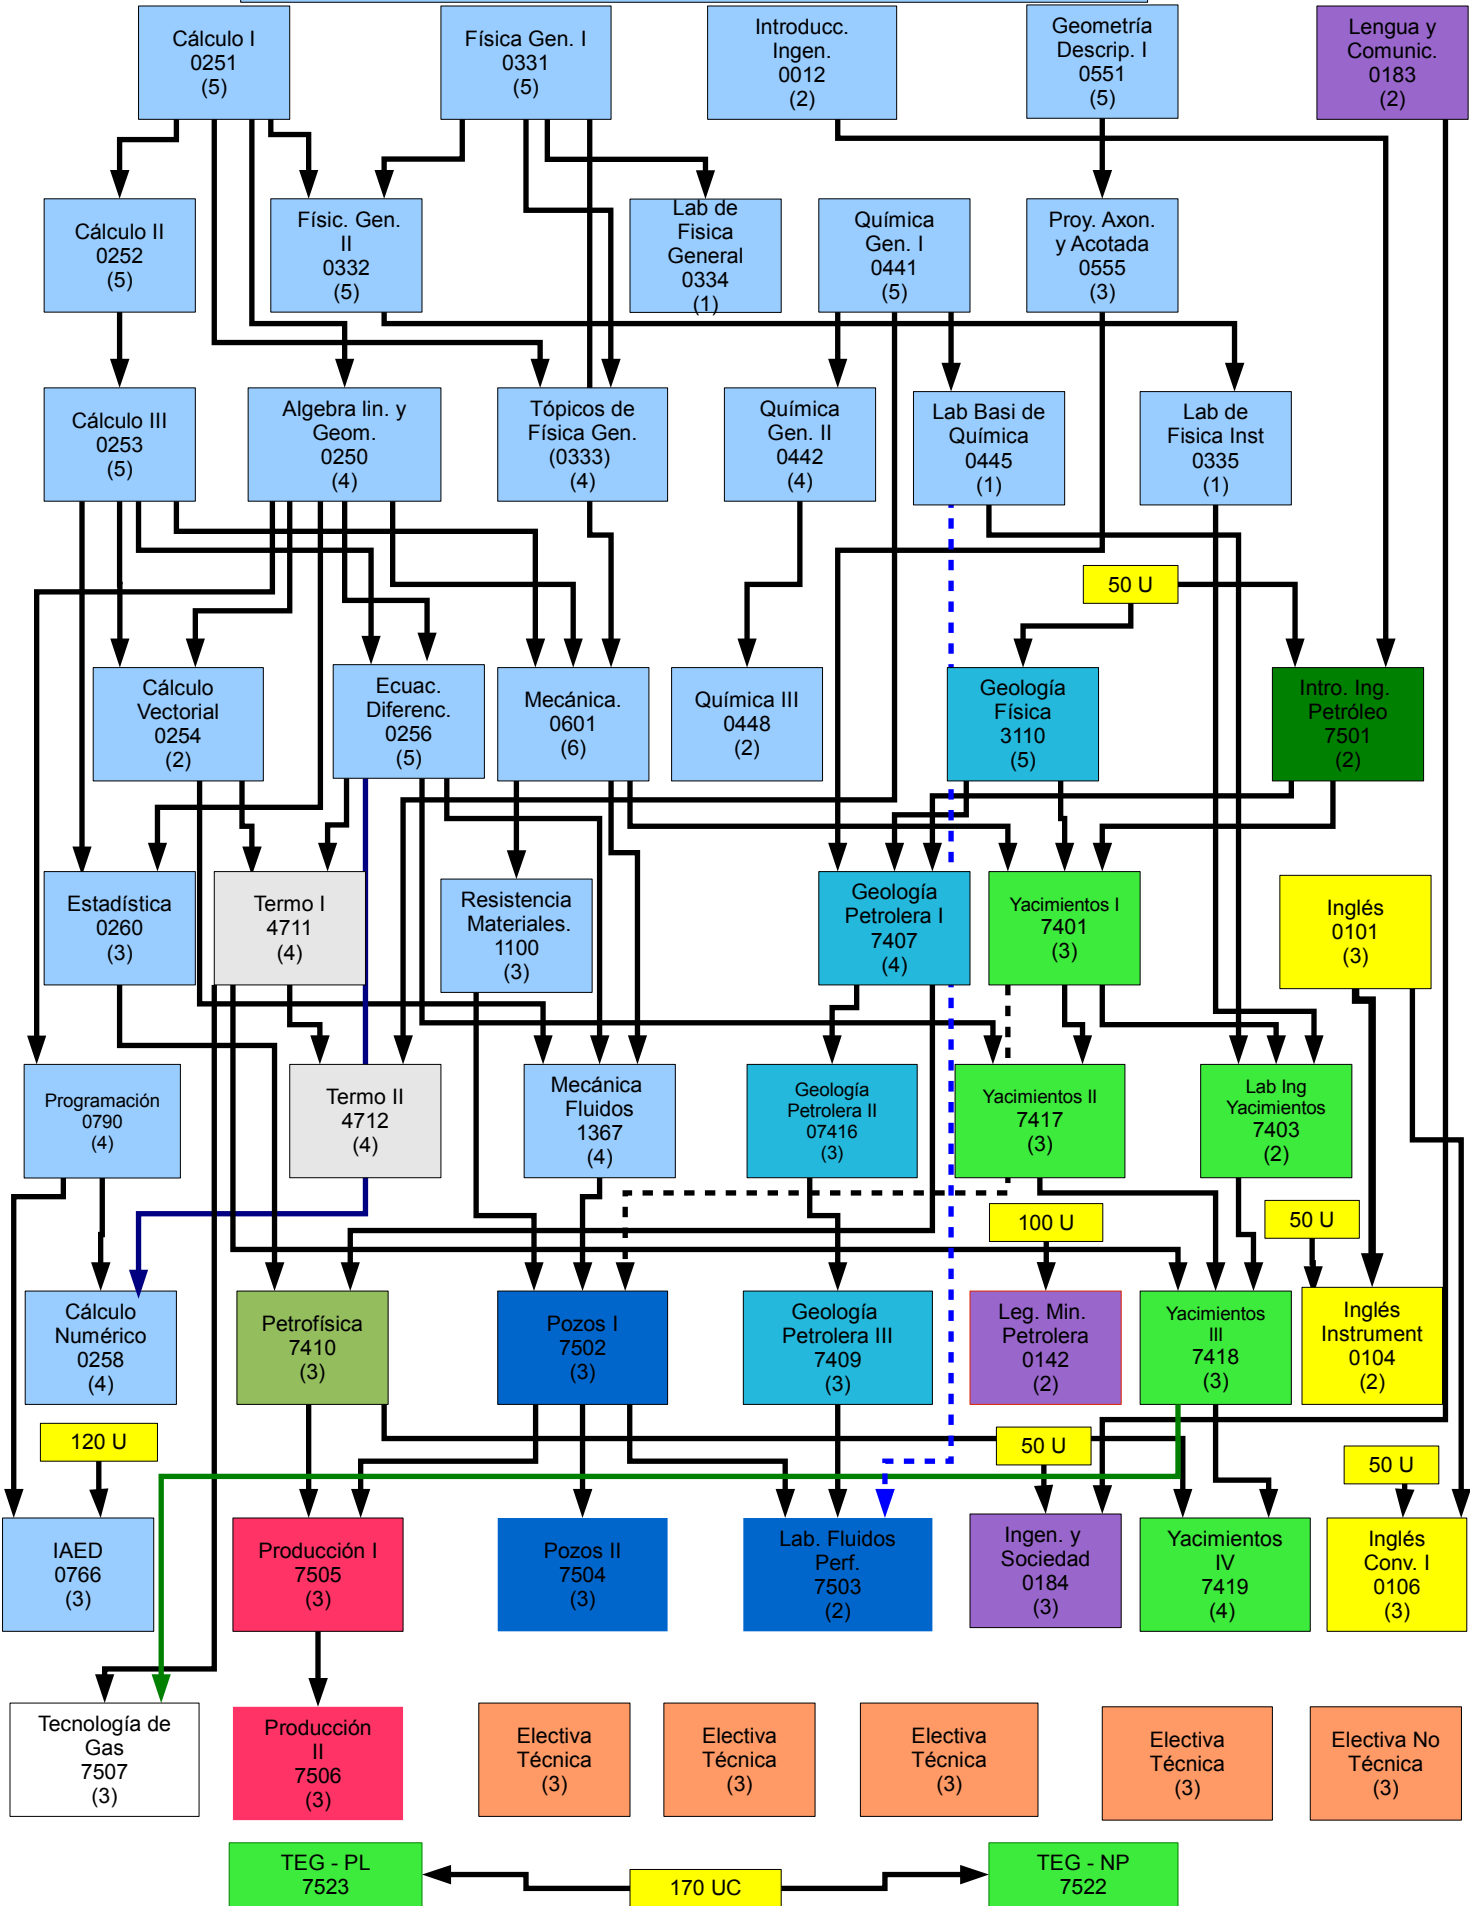 Cálculo I
0251
(5)
Física Gen. I
0331
(5)
Introducc.
Ingen.
0012
(2)
Geometría
Descrip. I
0551
(5)
Lengua y
Comunic.
0183
(2)
Cálculo II
0252
(5)
Físic. Gen.
II
0332
(5)
Lab de
Fisica
General
0334
(1)
Química
Gen. I
0441
(5)
Proy. Axon.
y Acotada
0555
(3)
Cálculo III
0253
(5)
Algebra lin. y
Geom.
0250
(4)
Tópicos de
Física Gen.
(0333)
(4)
Química
Gen. II
0442
(4)
Lab Basi de
Química
0445
(1)
Lab de
Fisica Inst
0335
(1)
50 U
Cálculo
Vectorial
0254
(2)
Ecuac.
Diferenc.
0256
(5)
Mecánica.
0601
(6)
Química III
0448
(2)
Geología
Física
3110
(5)
Intro. Ing.
Petróleo
7501
(2)
Estadística
0260
(3)
Termo I
4711
(4)
Resistencia
Materiales.
1100
(3)
Geología
Petrolera I
7407
(4)
Yacimientos I
7401
(3)
Inglés
0101
(3)
Programación
0790
(4)
Termo II
4712
(4)
Mecánica
Fluidos
1367
(4)
Geología
Petrolera II
07416
(3)
Yacimientos II
7417
(3)
Lab Ing
Yacimientos
7403
(2)
100 U
50 U
Cálculo
Numérico
0258
(4)
Petrofísica
7410
(3)
Pozos I
7502
(3)
Geología
Petrolera III
7409
(3)
Leg. Min.
Petrolera
0142
(2)
Yacimientos
III
7418
(3)
Inglés
Instrument
0104
(2)
120 U
50 U
50 U
IAED
0766
(3)
Producción I
7505
(3)
Pozos II
7504
(3)
Lab. Fluidos
Perf.
7503
(2)
Ingen. y
Sociedad
0184
(3)
Yacimientos
IV
7419
(4)
Inglés
Conv. I
0106
(3)
Tecnología de
Gas
7507
(3)
Producción
II
7506
(3)
Electiva
Técnica
(3)
Electiva
Técnica
(3)
Electiva
Técnica
(3)
Electiva
Técnica
(3)
Electiva No
Técnica
(3)
TEG - PL
7523
170 UC
TEG - NP
7522